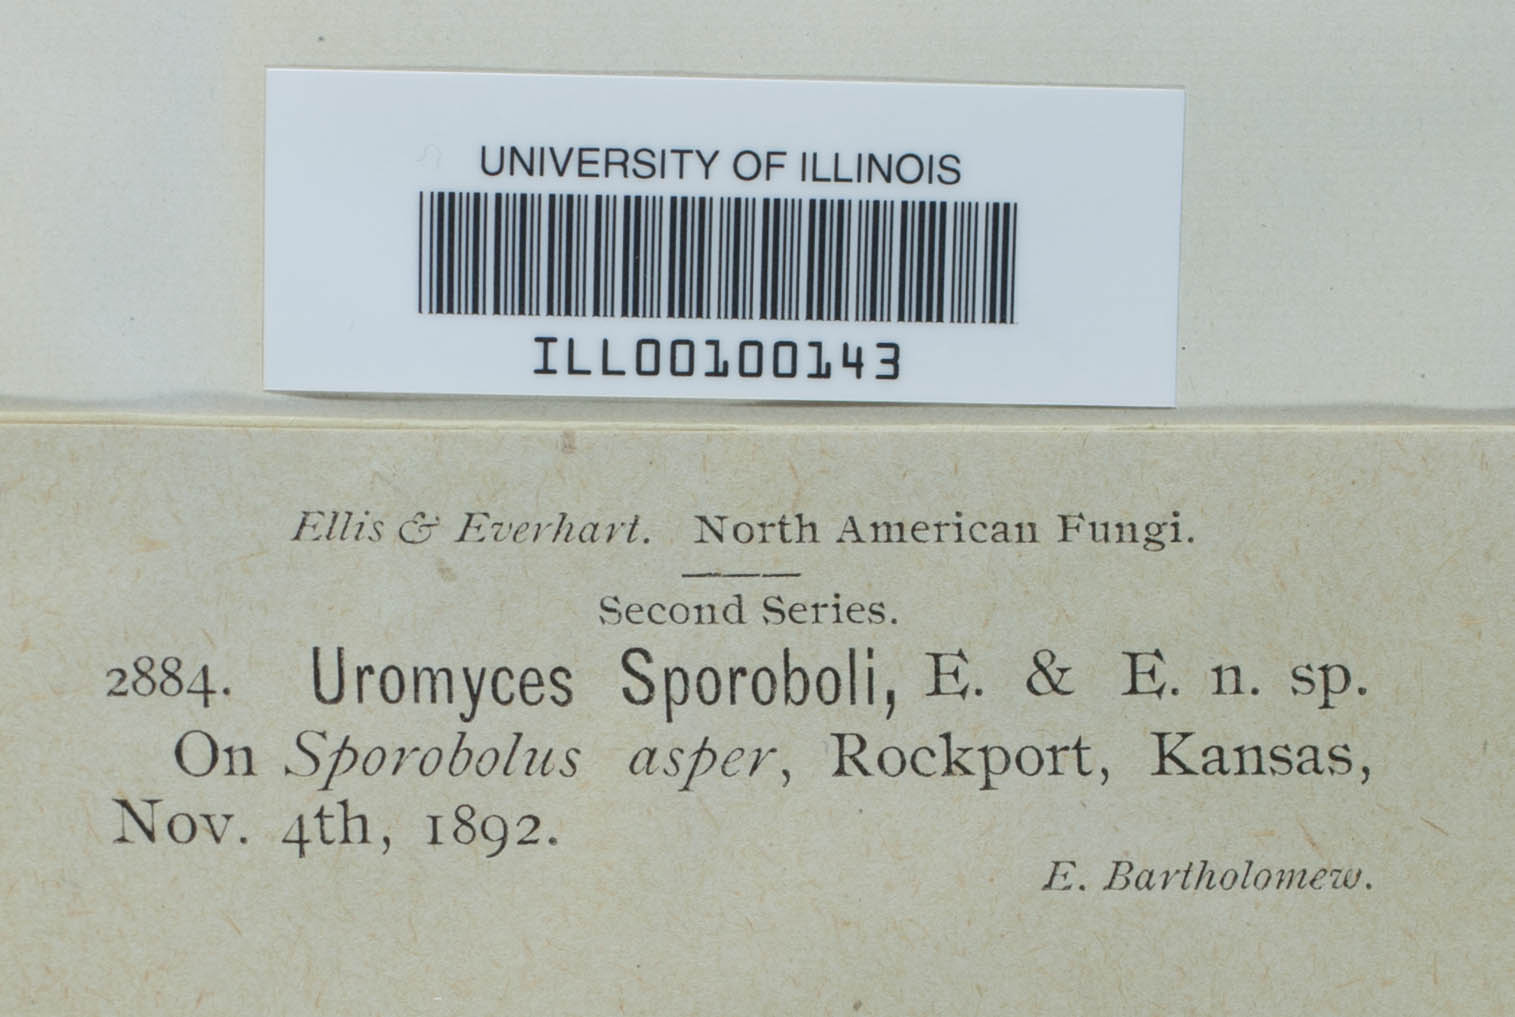 UNIVERSITY OF ILLINOIS
ILL00100143
Ellis & Everhart. North American Fungi.
Second Series.
2884. Uromyces Sporoboli, E. & E. n. sp.
On Sporobolus asper, Rockport, Kansas,
Nov. 4th, 1892.
E. Bartholomew.